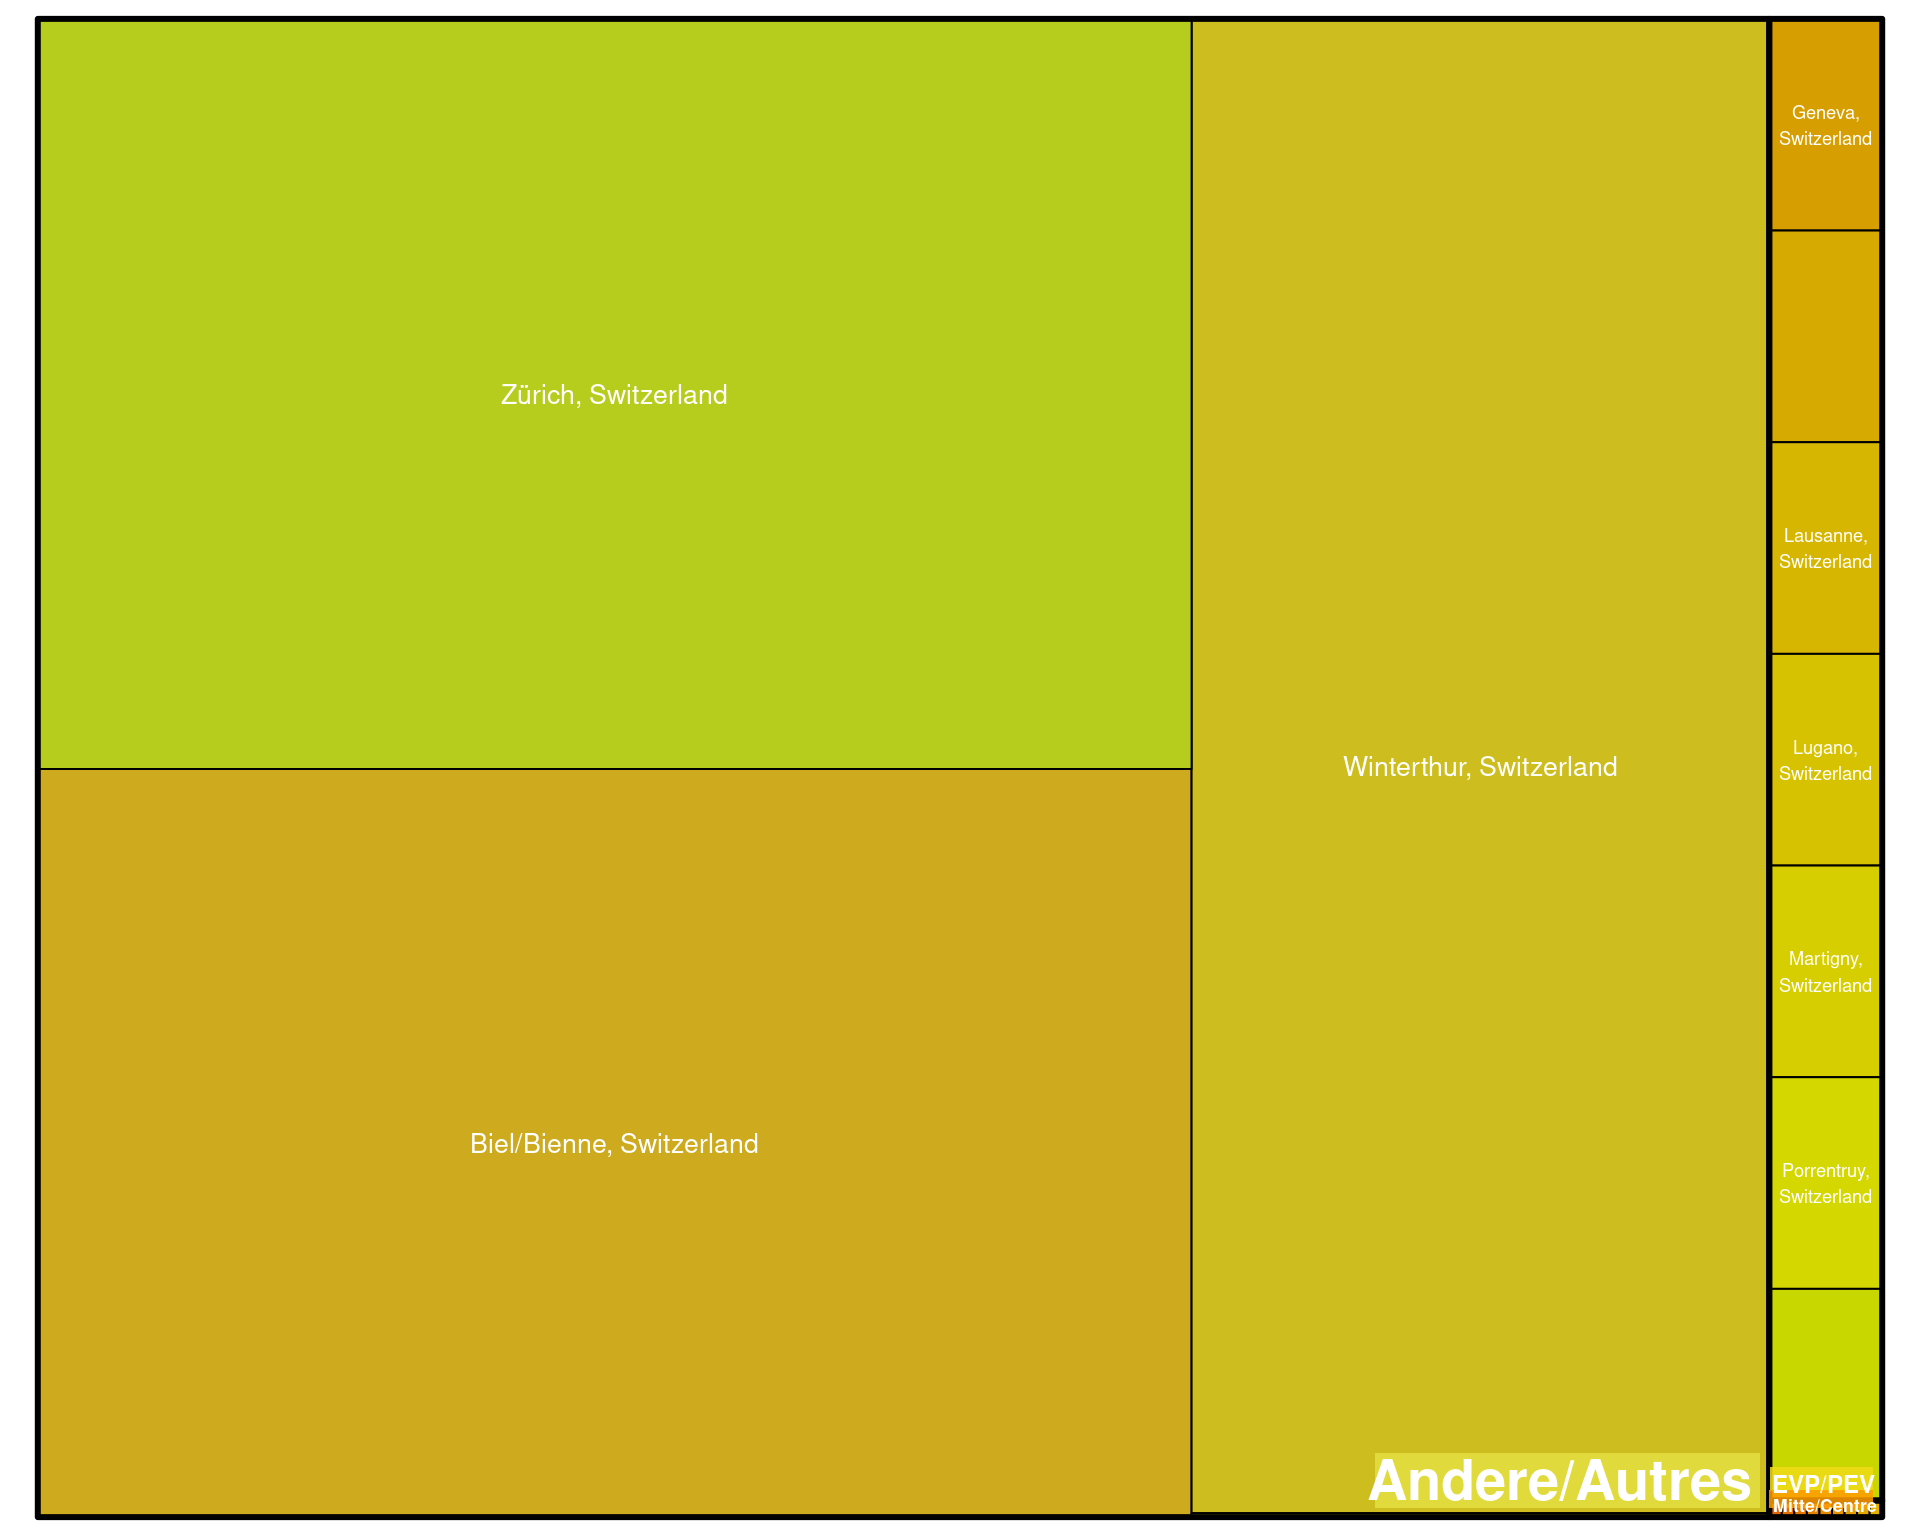 Zürich, Switzerland
Biel/Bienne, Switzerland
Winterthur, Switzerland
Andere/Autres
Geneva,
Switzerland
Lausanne,
Switzerland
Lugano,
Switzerland
Martigny,
Switzerland
Porrentruy,
Switzerland
EVP/PEV
Mitte/Centre